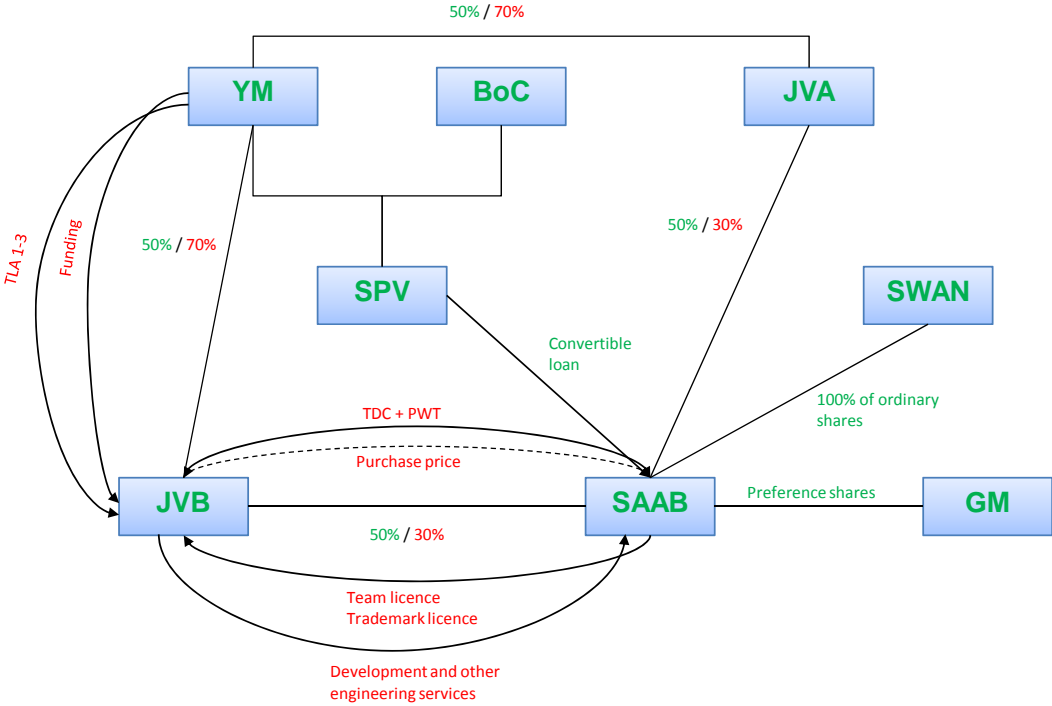 50% / 70%
YM
BoC
JVA
TLA 1-3
Funding
50% / 70%
50% / 30%
SPV
SWAN
Convertible
loan
100% of ordinary
shares
TDC + PWT
Purchase price
JVB
SAAB
Preference shares
GM
50% / 30%
Team licence
Trademark licence
Development and other
engineering services